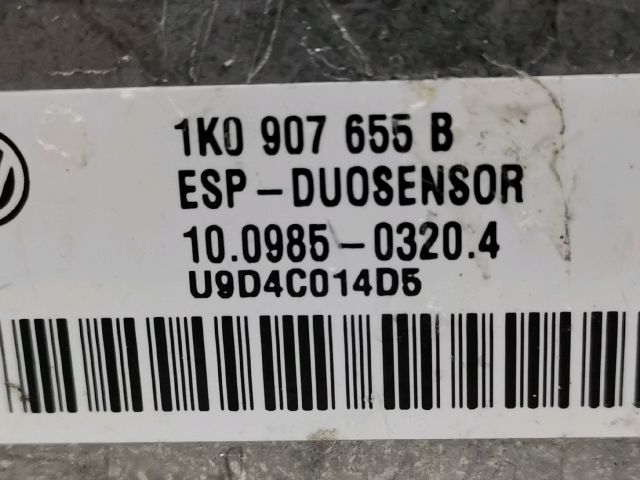 1K0 907 655 B
ESP-DUOSENSOR
10.0985-0320.4
U9D4C014D5